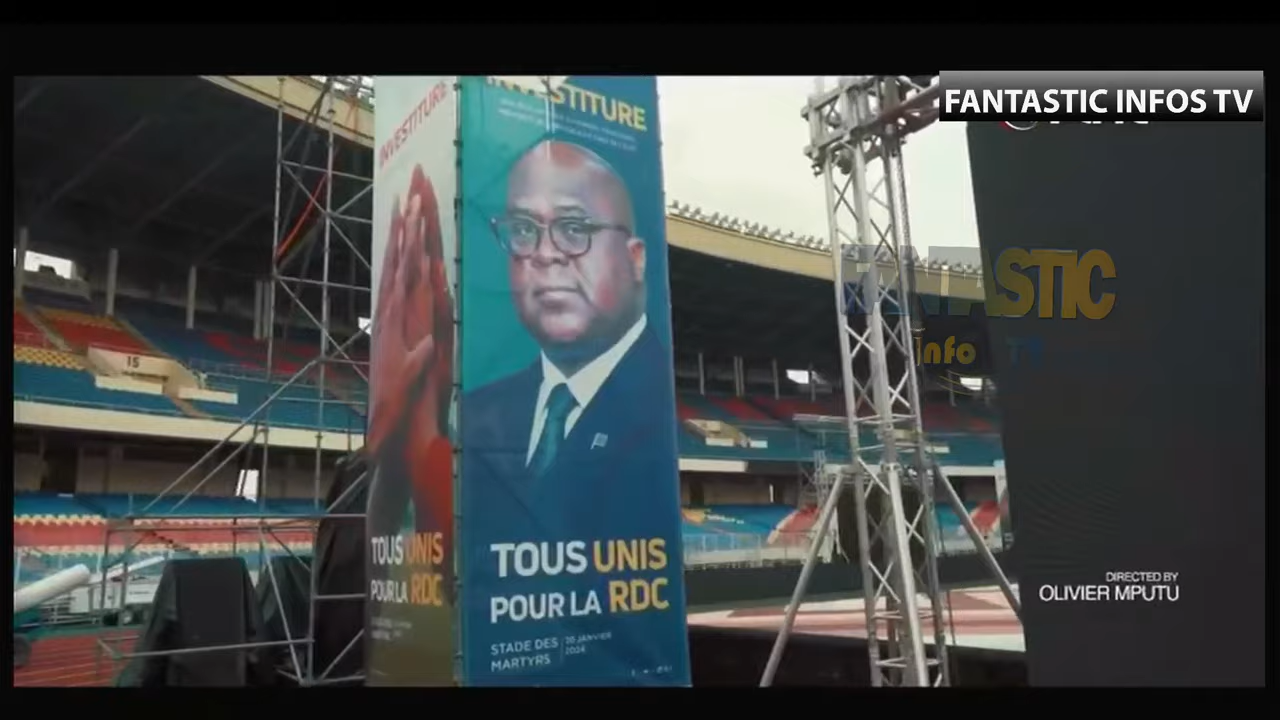 FANTASTIC INFOS TV
INVESTITURE
INVESTITURE
FANTASTIC
info TV
15
TOUS UNIS
POUR LA RDC
TOUS UNIS
POUR LA RDC
STADE DES
MARTYRS
20 JANVIER
2024
DIRECTED BY
OLIVIER MPUTU